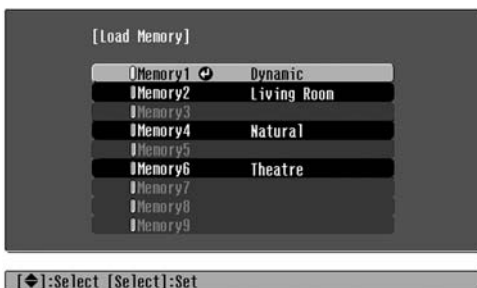 [Load Memory]
Memory1 Dynamic
Memory2 Living Room
Memory3
Memory4 Natural
Memory5
Memory6 Theatre
Memory7
Memory8
Memory9
[◆]:Select [Select]:Set